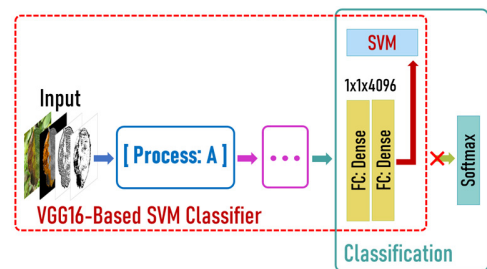 SVM
1x1x4096
Input
[ Process: A ]
FC: Dense
FC: Dense
Softmax
VGG16-Based SVM Classifier
Classification